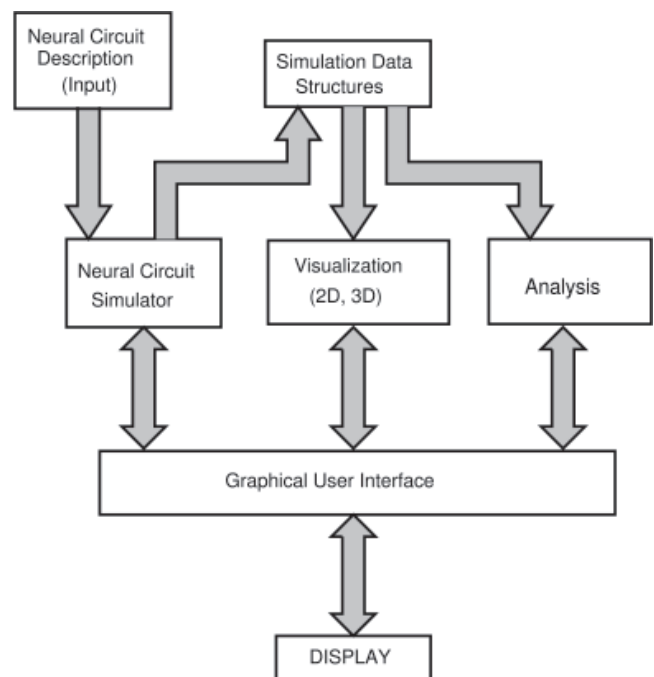 Neural Circuit
Description
(Input)
Simulation Data
Structures
Neural Circuit
Simulator
Visualization
(2D, 3D)
Analysis
Graphical User Interface
DISPLAY